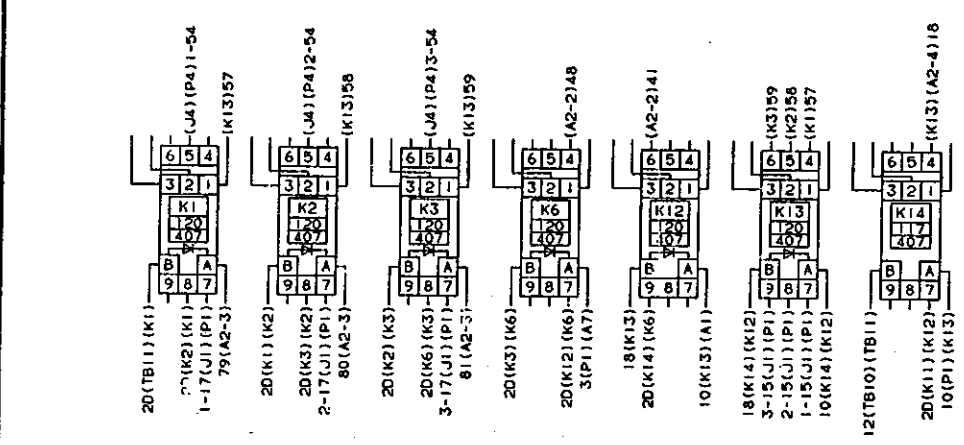 (J4)(P4)1-54
(K13)57
6 5 4
3 2 1
K1
120
407
B A
9 8 7
2D(TB11)(K1)
(K2)(K1)
1-17(J1)(P1)
79(A2-3)
(J4)(P4)2-54
(K13)58
6 5 4
3 2 1
K2
120
407
B A
9 8 7
2D(K1)(K2)
2D(K3)(K2)
2-17(J1)(P1)
80(A2-3)
(J4)(P4)3-54
(K13)59
6 5 4
3 2 1
K3
120
407
B A
9 8 7
2D(K2)(K3)
2D(K6)(K3)
3-17(J1)(P1)
81(A2-3)
(A2-2)48
6 5 4
3 2 1
K6
120
407
B A
9 8 7
2D(K3)(K6)
2D(K12)(K6)
3(P1)(A7)
(A2-2)41
6 5 4
3 2 1
K12
120
407
B A
9 8 7
18(K13)
2D(K14)(K6)
10(K13)(A1)
(K3)59
(K2)58
(K1)57
6 5 4
3 2 1
K13
120
407
B A
9 8 7
18(K14)(K12)
3-15(J1)(P1)
2-15(J1)(P1)
1-15(J1)(P1)
10(K14)(K12)
(K13)(A2-4)18
6 5 4
3 2 1
K14
117
407
B A
9 8 7
12(TB10)(TB11)
2D(K11)(K12)
10(P1)(K13)